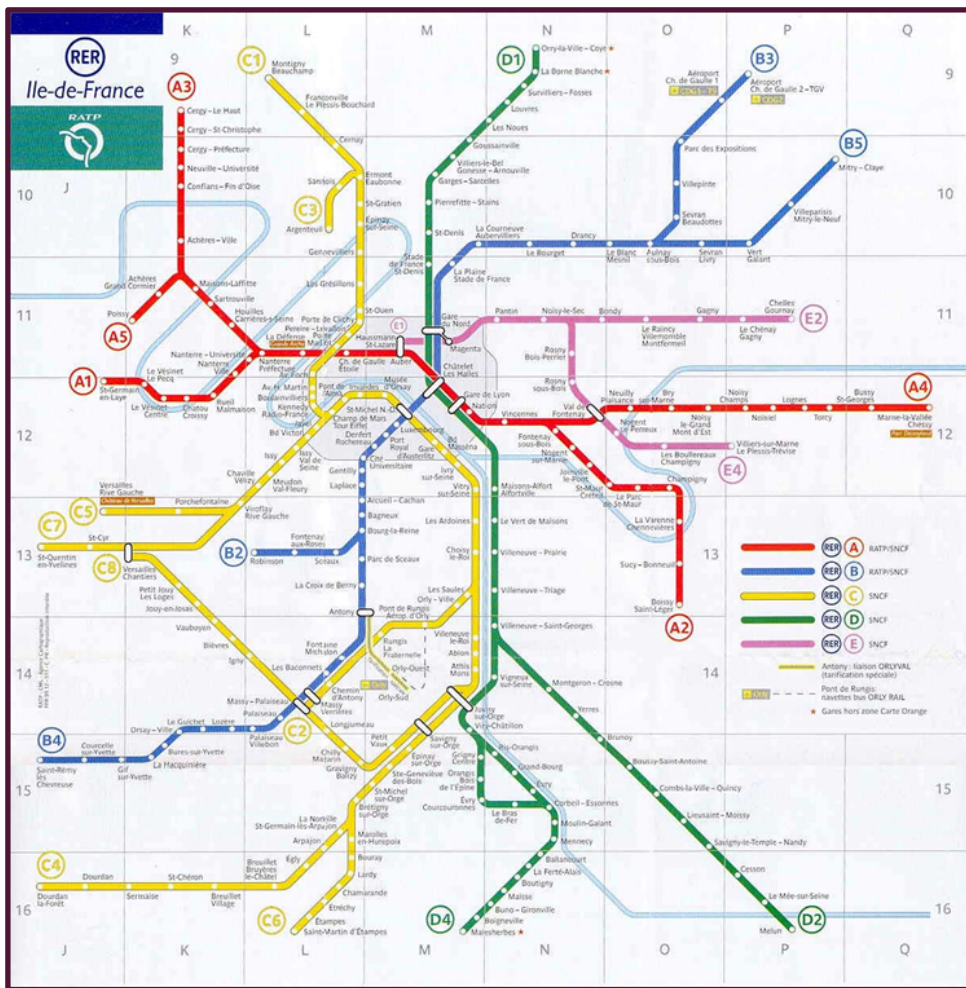 J
K
L
M
N
O
P
Q
9
10
11
12
13
14
15
16
RER
Ile-de-France
RATP
A3
Cergy – Le Haut
Cergy – St-Christophe
Cergy – Préfecture
Neuville – Université
Conflans – Fin d'Oise
Achères – Ville
Achères
Grand Cormier
Poissy
A5
Maisons-Laffitte
Sartrouville
Houilles
Carrières-s-Seine
A1
St-Germain
en-Laye
Le Vésinet
Le Pecq
Le Vésinet
Centre
Chatou
Croissy
Rueil
Malmaison
Nanterre
Ville
Nanterre – Université
Nanterre
Préfecture
La Défense
Grande Arche
Ch. de Gaulle
Étoile
Auber
Châtelet
Les Halles
Gare de Lyon
Nation
Vincennes
Val de
Fontenay
Neuilly
Plaisance
Bry
sur-Marne
Noisy
le-Grand
Mont d'Est
Noisy
Champs
Noisiel
Lognes
Torcy
Bussy
St-Georges
A4
Marne-la-Vallée
Chessy
Fontenay
sous-Bois
Nogent
sur-Marne
Joinville
le-Pont
St-Maur
Créteil
Le Parc
de St-Maur
Champigny
La Varenne
Chennevières
Sucy – Bonneuil
Boissy
Saint-Léger
A2
C1
Montigny
Beauchamp
Franconville
Le Plessis-Bouchard
Cernay
Ermont
Eaubonne
Sannois
C3
Argenteuil
St-Gratien
Epinay
sur-Seine
Gennevilliers
Les Grésillons
St-Ouen
Porte de Clichy
Pereire – Levallois
Porte
Maillot
Av. Foch
Av. H. Martin
Boulainvilliers
Kennedy
Radio-France
Javel
Bd Victor
Pont de
l'Alma
Invalides
Musée
d'Orsay
St-Michel N.-D.
Champ de Mars
Tour Eiffel
Issy
Issy
Val de
Seine
Meudon
Val-Fleury
Chaville
Vélizy
Viroflay
Rive Gauche
Porchefontaine
Versailles
Rive Gauche
Château de Versailles
C5
C7
St-Quentin
en-Yvelines
St-Cyr
C8
Versailles
Chantiers
Petit Jouy
Les Loges
Jouy-en-Josas
Vauboyen
Bièvres
Igny
Massy – Palaiseau
C2
Massy
Verrières
Chemin
d'Antony
Longjumeau
Chilly
Mazarin
Gravigny
Balizy
Petit
Vaux
Gare
d'Austerlitz
Bd
Masséna
Ivry
sur-Seine
Vitry
sur-Seine
Les Ardoines
Choisy
le-Roi
Les Saules
Orly – Ville
Pont de Rungis
Aérop. d'Orly
Rungis
La
Fraternelle
Orly-Ouest
Orly-Sud
Orly
Villeneuve
le-Roi
Ablon
Athis
Mons
Juvisy
sur-Orge
Savigny
sur-Orge
Epinay
sur-Orge
Ste-Geneviève
des-Bois
St-Michel
sur-Orge
Brétigny
sur-Orge
La Norville
St-Germain-lès-Arpajon
Arpajon
Egly
Breuillet
Bruyères
le-Châtel
Breuillet
Village
St-Chéron
Sermaise
Dourdan
Dourdan
la-Forêt
C4
Marolles
en-Hurepoix
Bouray
Lardy
Chamarande
Étréchy
Étampes
Saint-Martin d'Étampes
C6
D1
Orry-la-Ville – Coye
La Borne Blanche
Survilliers – Fosses
Louvres
Les Noues
Goussainville
Villiers-le-Bel
Gonesse – Arnouville
Garges – Sarcelles
Pierrefitte – Stains
St-Denis
Stade
de France
St-Denis
Gare
du Nord
Maisons-Alfort
Alfortville
Le Vert de Maisons
Villeneuve – Prairie
Villeneuve – Triage
Villeneuve – Saint-Georges
Vigneux
sur-Seine
Viry-Châtillon
Ris-Orangis
Grigny
Centre
Grand-Bourg
Orangis
Bois
de l'Épine
Évry
Évry
Courcouronnes
Le Bras
de-Fer
Corbeil – Essonnes
Moulin-Galant
Mennecy
Ballancourt
La Ferté-Alais
Boutigny
Maisse
Buno – Gironville
Boigneville
Malesherbes
D4
Montgeron – Crosne
Yerres
Brunoy
Boussy-Saint-Antoine
Combs-la-Ville – Quincy
Lieusaint – Moissy
Savigny-le-Temple – Nandy
Cesson
Le Mée-sur-Seine
Melun
D2
B3
Aéroport
Ch. de Gaulle 1
Aéroport
Ch. de Gaulle 2 – TGV
CDG2
Parc des Expositions
Villepinte
Sevran
Beaudottes
B5
Mitry – Claye
Villeparisis
Mitry-le-Neuf
Vert
Galant
Sevran
Livry
Aulnay
sous-Bois
Le Blanc
Mesnil
Drancy
Le Bourget
La Courneuve
Aubervilliers
La Plaine
Stade de France
Luxembourg
Port
Royal
Denfert
Rochereau
Cité
Universitaire
Gentilly
Laplace
Arcueil – Cachan
Bagneux
Bourg-la-Reine
B2
Robinson
Fontenay
aux-Roses
Sceaux
Parc de Sceaux
La Croix de Berny
Antony
Fontaine
Michalon
Les Baconnets
Palaiseau
Palaiseau
Villebon
Lozère
Le Guichet
Orsay – Ville
Bures-sur-Yvette
La Hacquinière
Gif
sur-Yvette
Courcelle
sur-Yvette
B4
Saint-Rémy
lès
Chevreuse
E1
Haussmann
St-Lazare
Magenta
Pantin
Noisy-le-Sec
Bondy
Le Raincy
Villemomble
Montfermeil
Gagny
Le Chénay
Gagny
Chelles
Gournay
E2
Rosny
Bois-Perrier
Rosny
sous-Bois
Nogent
Le Perreux
Les Boullereaux
Champigny
Villiers-sur-Marne
Le Plessis-Trévise
E4
RER A RATP/SNCF
RER B RATP/SNCF
RER C SNCF
RER D SNCF
RER E SNCF
Antony : liaison ORLYVAL
(tarification spéciale)
Orly
Pont de Rungis:
navettes bus ORLY RAIL
Gares hors zone Carte Orange